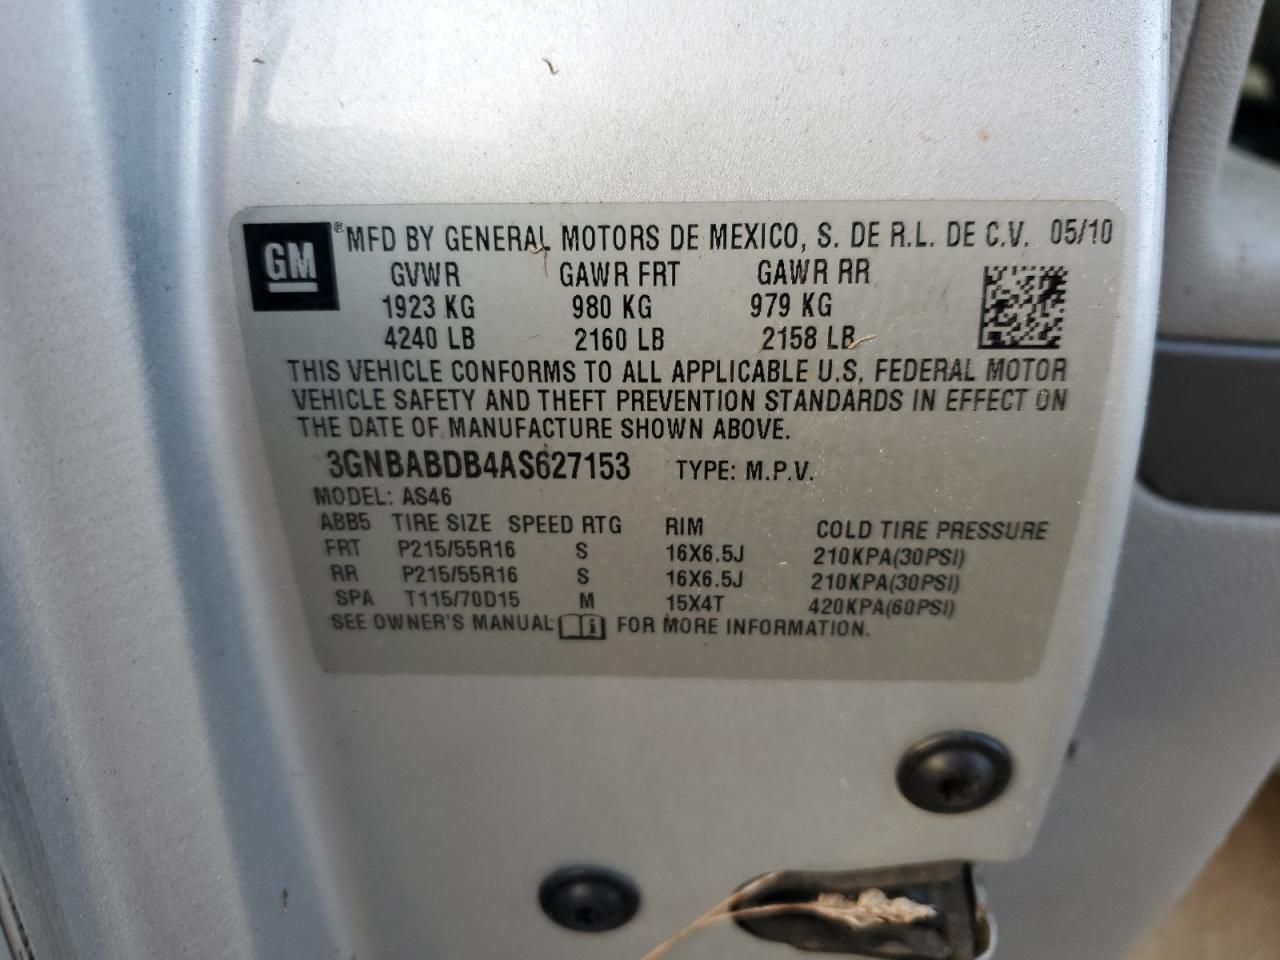 GM ® MFD BY GENERAL MOTORS DE MEXICO, S. DE R.L. DE C.V. 05/10
GVWR GAWR FRT GAWR RR
1923 KG 980 KG 979 KG
4240 LB 2160 LB 2158 LB
THIS VEHICLE CONFORMS TO ALL APPLICABLE U.S. FEDERAL MOTOR
VEHICLE SAFETY AND THEFT PREVENTION STANDARDS IN EFFECT ON
THE DATE OF MANUFACTURE SHOWN ABOVE.
3GNBABDB4AS627153 TYPE: M.P.V.
MODEL: AS46
ABB5 TIRE SIZE SPEED RTG RIM COLD TIRE PRESSURE
FRT P215/55R16 S 16X6.5J 210KPA(30PSI)
RR P215/55R16 S 16X6.5J 210KPA(30PSI)
SPA T115/70D15 M 15X4T 420KPA(60PSI)
SEE OWNER'S MANUAL i FOR MORE INFORMATION.